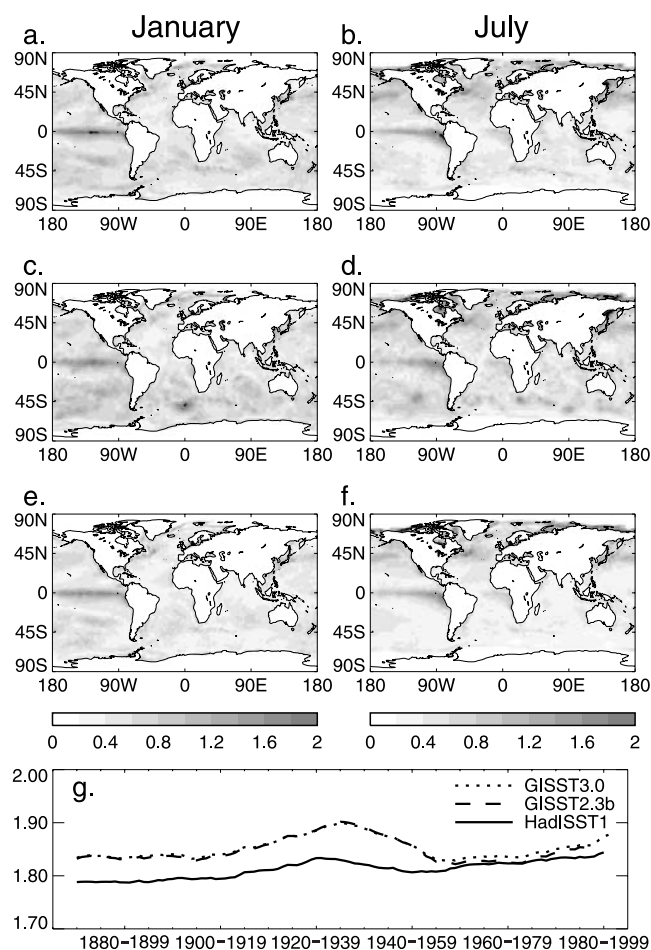 January
July
a.
b.
90N
45N
0
45S
90S
180
90W
0
90E
180
90N
45N
0
45S
90S
180
90W
0
90E
180
c.
d.
90N
45N
0
45S
90S
180
90W
0
90E
180
90N
45N
0
45S
90S
180
90W
0
90E
180
e.
f.
90N
45N
0
45S
90S
180
90W
0
90E
180
90N
45N
0
45S
90S
180
90W
0
90E
180
0 0.4 0.8 1.2 1.6 2
0 0.4 0.8 1.2 1.6 2
g.
2.00
1.90
1.80
1.70
GISST3.0
GISST2.3b
HadISST1
1880-1899 1900-1919 1920-1939 1940-1959 1960-1979 1980-1999